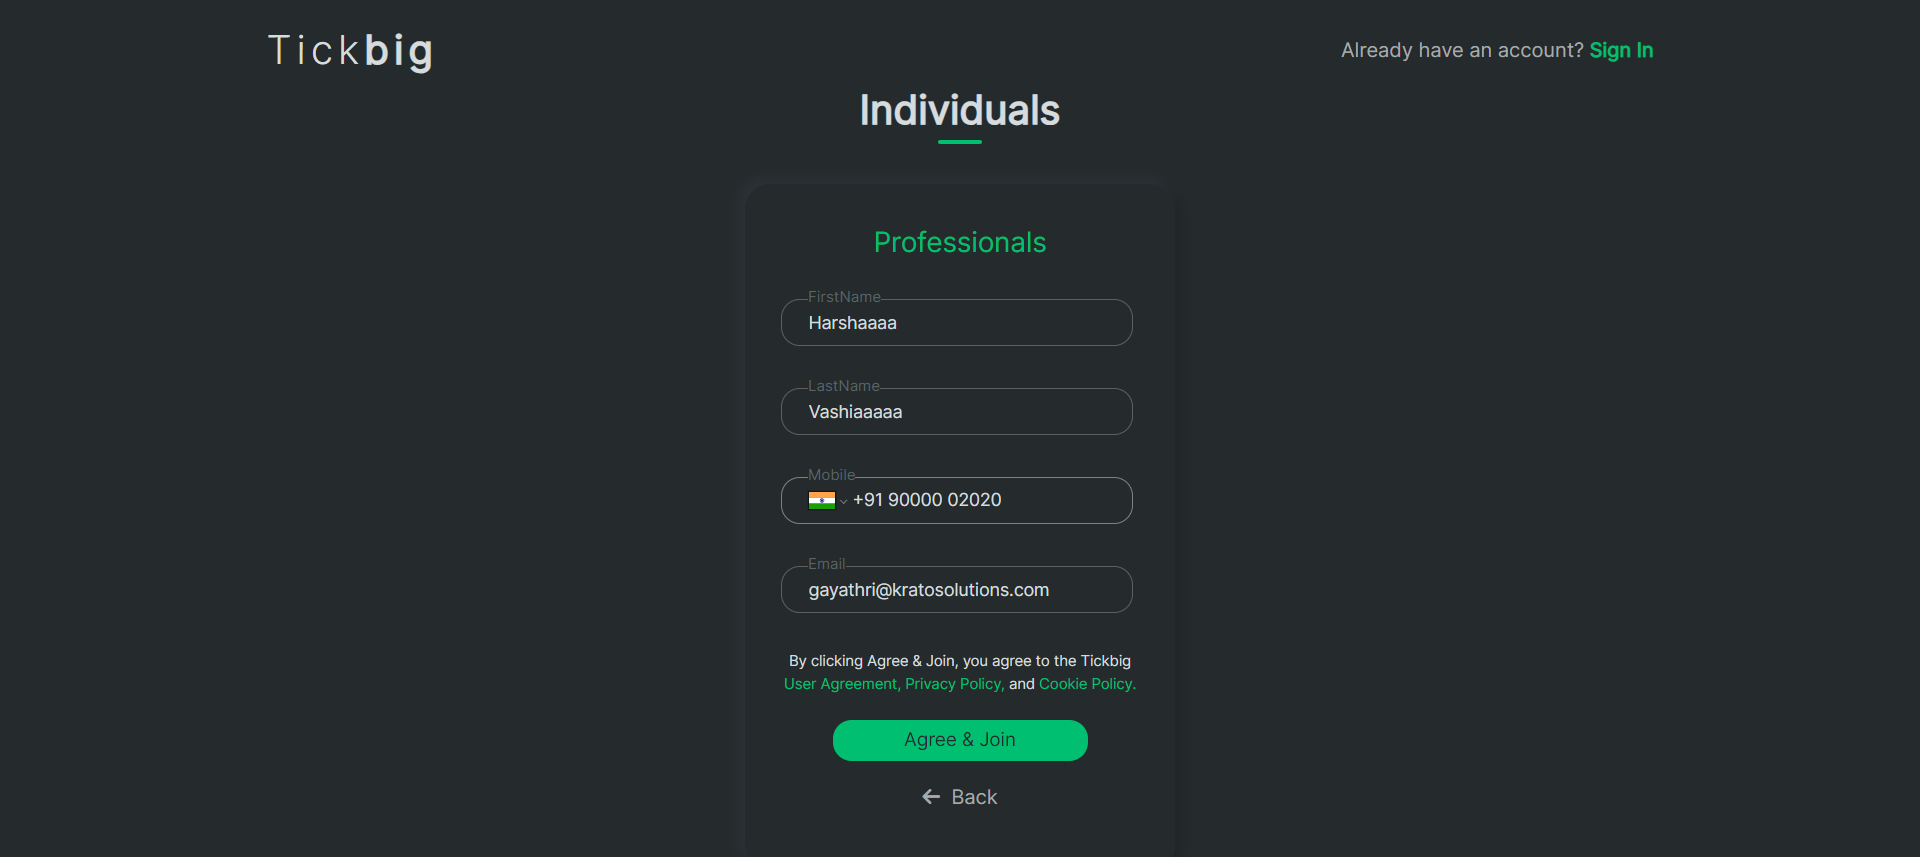 Tickbig
Already have an account? Sign In
Individuals
Professionals
FirstName
Harshaaaa
LastName
Vashiaaaaa
Mobile
+91 90000 02020
Email
gayathri@kratosolutions.com
By clicking Agree & Join, you agree to the Tickbig
User Agreement, Privacy Policy, and Cookie Policy.
Agree & Join
Back